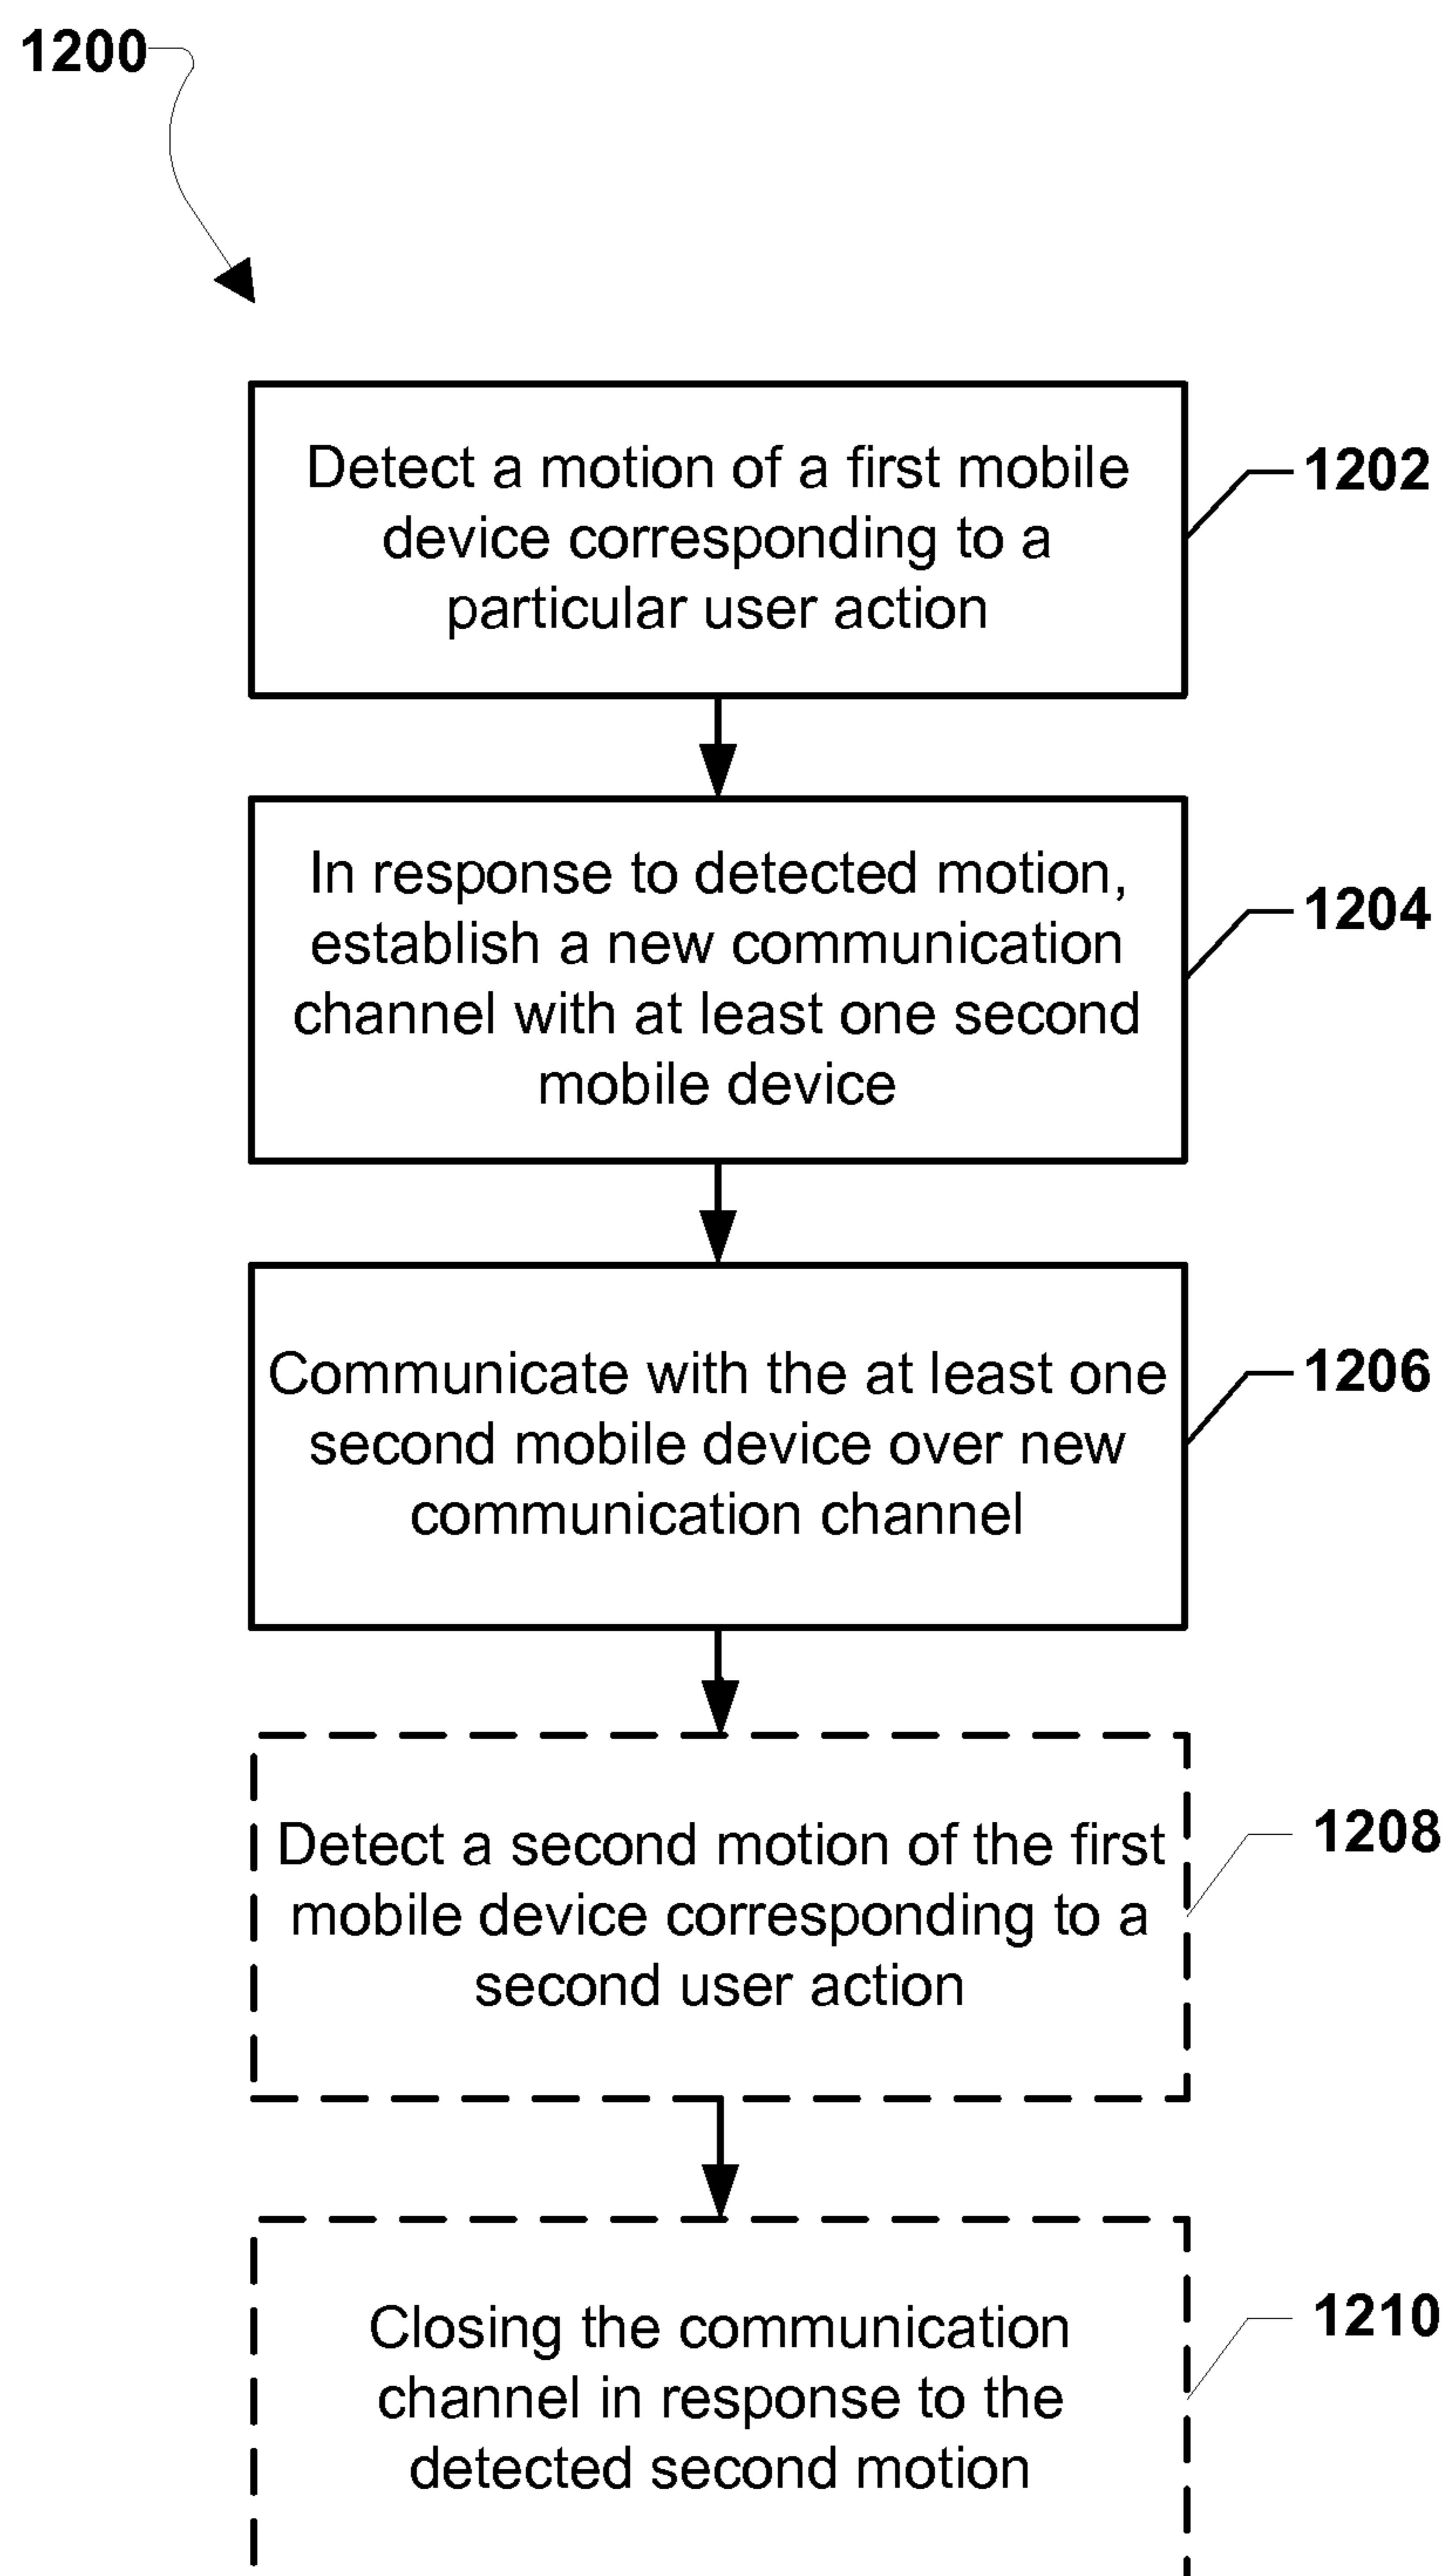 1200
Detect a motion of a first mobile
device corresponding to a
particular user action
1202
In response to detected motion,
establish a new communication
channel with at least one second
mobile device
1204
Communicate with the at least one
second mobile device over new
communication channel
1206
Detect a second motion of the first
mobile device corresponding to a
second user action
1208
Closing the communication
channel in response to the
detected second motion
1210